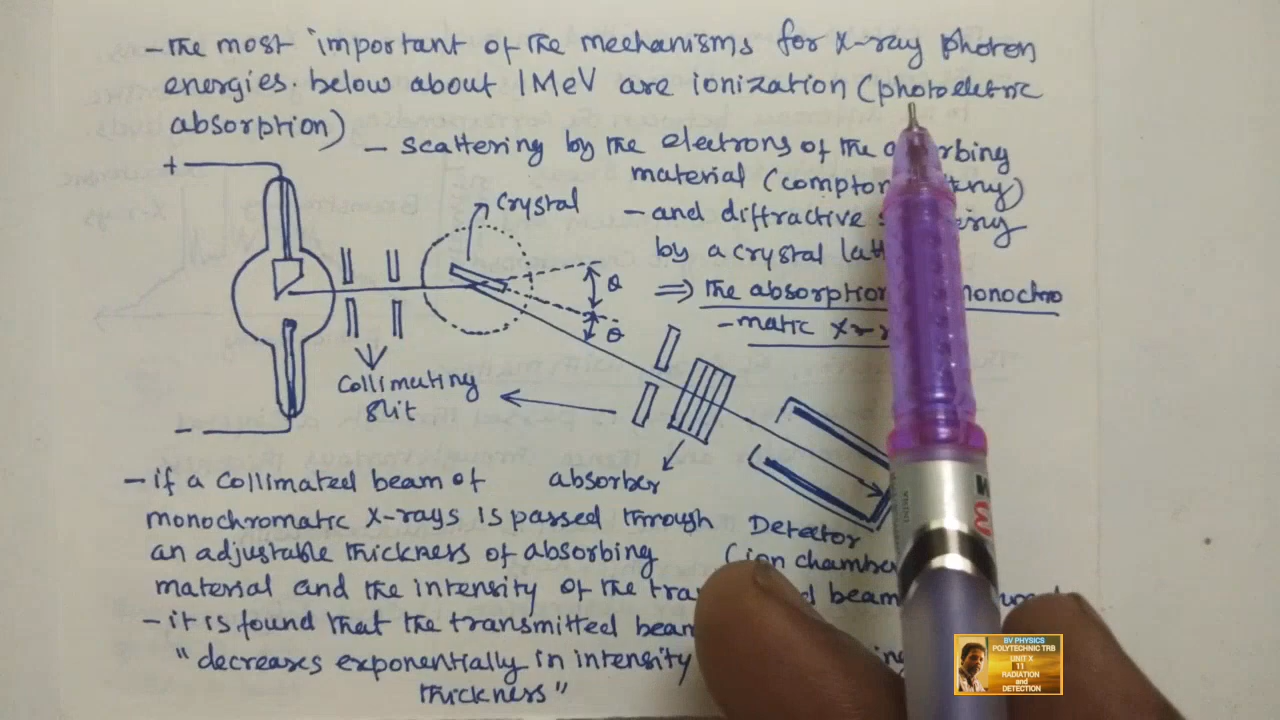 - The most important of the mechanisms for x-ray photon
energies. below about 1 MeV are ionization (photoelectric
absorption)
- scattering by the electrons of the
material (compton
- and diffractive
by a crystal
+
crystal
θ
θ
⇒ the absorption monochro
-matic x-
collimating
slit
-
absorber
Detector
(ion chamber
- if a collimated beam of
monochromatic X-rays is passed through
an adjustable thickness of absorbing
material and the intensity of the beam
- it is found that the transmitted beam
"decreases exponentially in intensity
thickness"
BV PHYSICS
POLYTECHNIC TRB
UNIT X
11
RADIATION
and
DETECTION